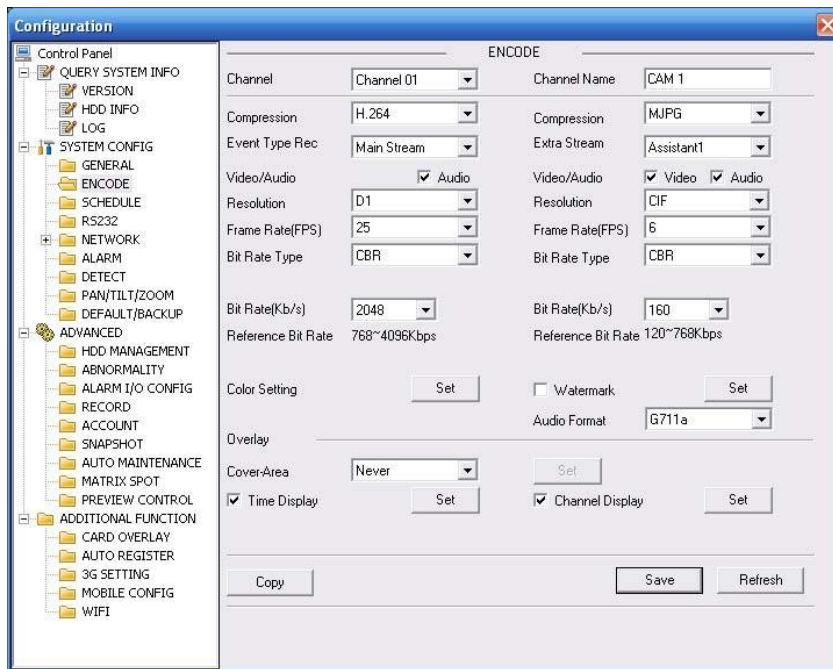 Configuration
Control Panel
QUERY SYSTEM INFO
VERSION
HDD INFO
LOG
SYSTEM CONFIG
GENERAL
ENCODE
SCHEDULE
RS232
NETWORK
ALARM
DETECT
PAN/TILT/ZOOM
DEFAULT/BACKUP
ADVANCED
HDD MANAGEMENT
ABNORMALITY
ALARM I/O CONFIG
RECORD
ACCOUNT
SNAPSHOT
AUTO MAINTENANCE
MATRIX SPOT
PREVIEW CONTROL
ADDITIONAL FUNCTION
CARD OVERLAY
AUTO REGISTER
3G SETTING
MOBILE CONFIG
WIFI
ENCODE
Channel Channel 01 Channel Name CAM 1
Compression H.264 Compression MJPG
Event Type Rec Main Stream Extra Stream Assistant1
Video/Audio Audio Video/Audio Video Audio
Resolution D1 Resolution CIF
Frame Rate(FPS) 25 Frame Rate(FPS) 6
Bit Rate Type CBR Bit Rate Type CBR
Bit Rate(Kb/s) 2048 Bit Rate(Kb/s) 160
Reference Bit Rate 768~4096Kbps Reference Bit Rate 120~768Kbps
Color Setting Set Watermark Set
Audio Format G711a
Overlay
Cover-Area Never Set
Time Display Set Channel Display Set
Copy Save Refresh